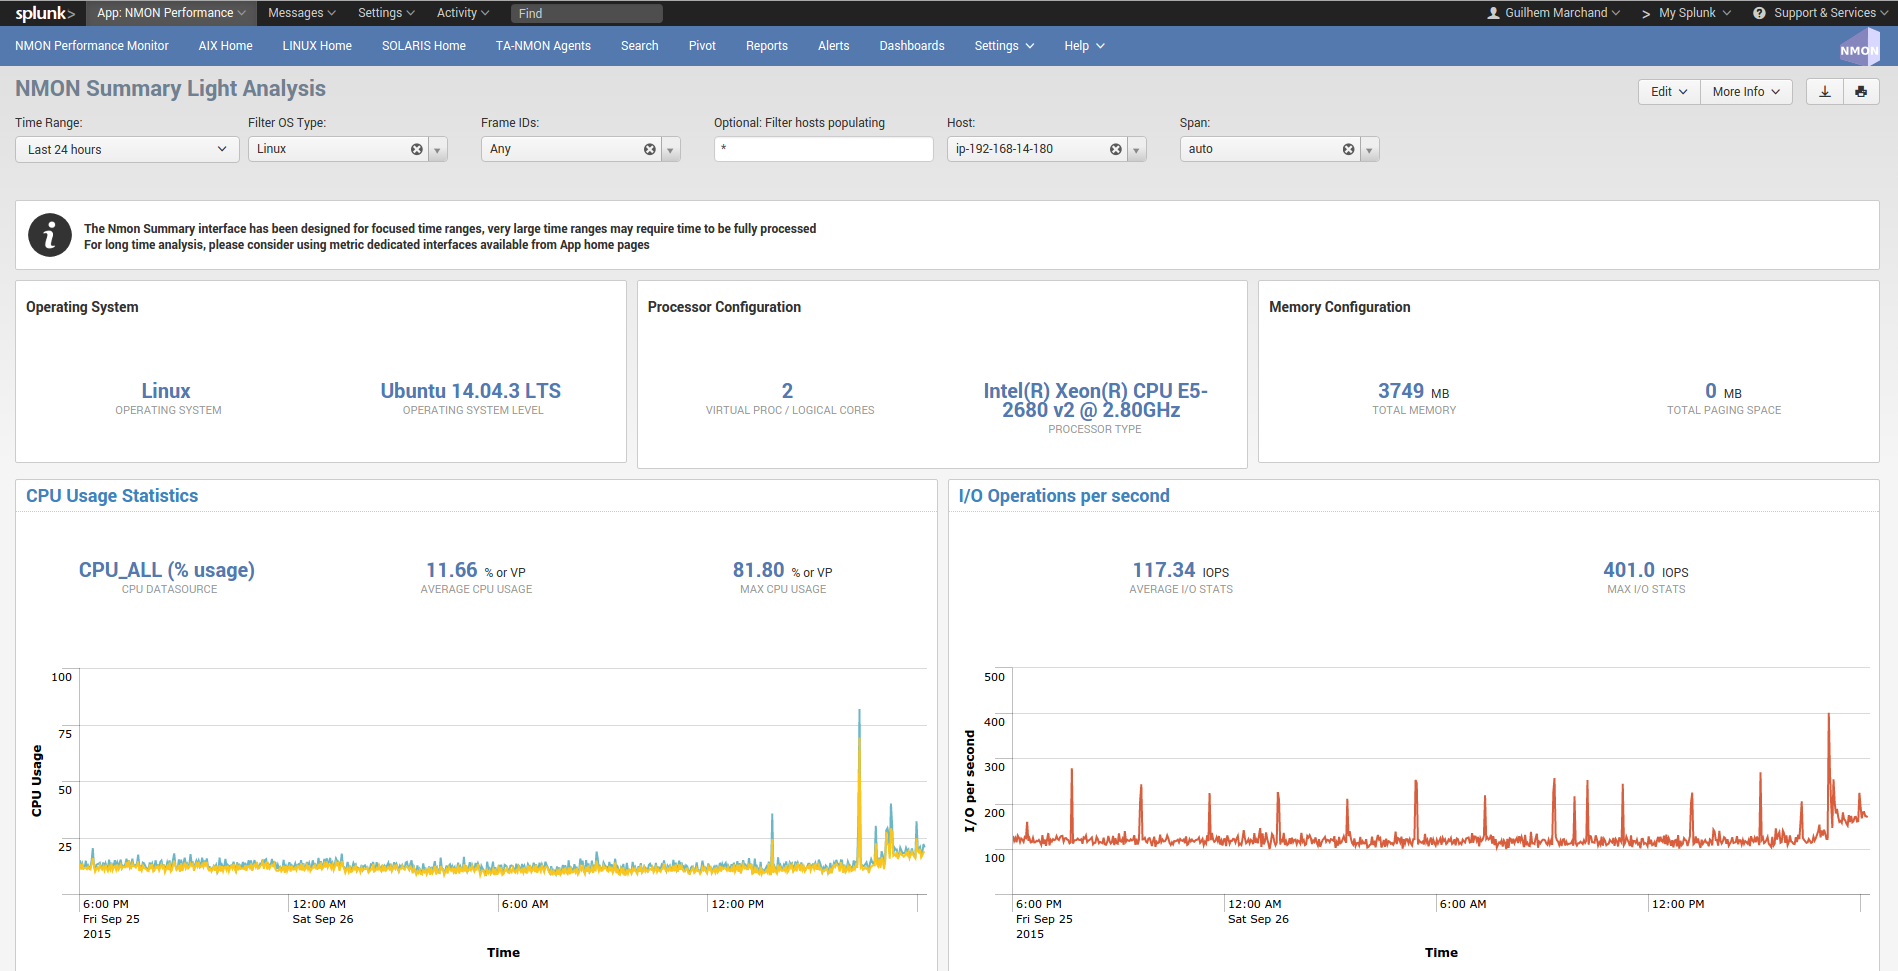 splunk> App: NMON Performance Messages Settings Activity Find Guilhem Marchand > My Splunk ? Support & Services
NMON Performance Monitor AIX Home LINUX Home SOLARIS Home TA-NMON Agents Search Pivot Reports Alerts Dashboards Settings Help NMON
NMON Summary Light Analysis Edit More Info
Time Range: Filter OS Type: Frame IDs: Optional: Filter hosts populating Host: Span:
Last 24 hours Linux Any * ip-192-168-14-180 auto
The Nmon Summary interface has been designed for focused time ranges, very large time ranges may require time to be fully processed
For long time analysis, please consider using metric dedicated interfaces available from App home pages
Operating System
Linux
OPERATING SYSTEM
Ubuntu 14.04.3 LTS
OPERATING SYSTEM LEVEL
Processor Configuration
2
VIRTUAL PROC / LOGICAL CORES
Intel(R) Xeon(R) CPU E5-
2680 v2 @ 2.80GHz
PROCESSOR TYPE
Memory Configuration
3749 MB
TOTAL MEMORY
0 MB
TOTAL PAGING SPACE
CPU Usage Statistics
CPU_ALL (% usage)
CPU DATASOURCE
11.66 % or VP
AVERAGE CPU USAGE
81.80 % or VP
MAX CPU USAGE
100
75
50
25
CPU Usage
6:00 PM 12:00 AM 6:00 AM 12:00 PM
Fri Sep 25 Sat Sep 26
2015
Time
I/O Operations per second
117.34 IOPS
AVERAGE I/O STATS
401.0 IOPS
MAX I/O STATS
500
400
300
200
100
I/O per second
6:00 PM 12:00 AM 6:00 AM 12:00 PM
Fri Sep 25 Sat Sep 26
2015
Time